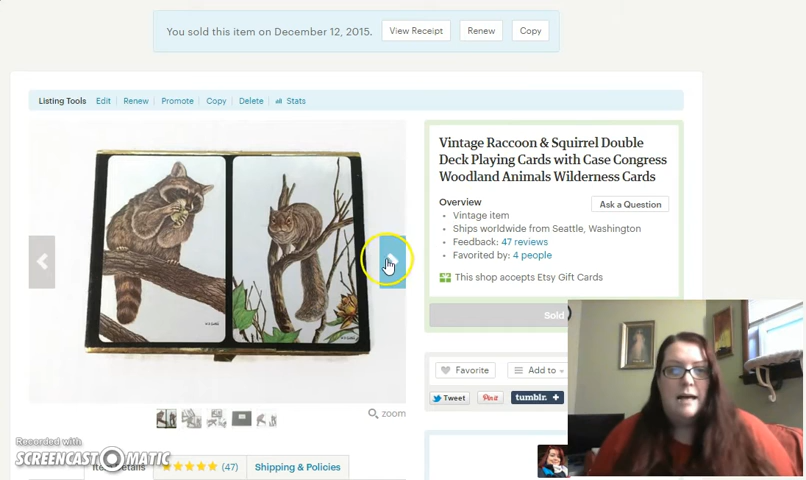 You sold this item on December 12, 2015. View Receipt Renew Copy
Listing Tools Edit Renew Promote Copy Delete Stats
Vintage Raccoon & Squirrel Double
Deck Playing Cards with Case Congress
Woodland Animals Wilderness Cards
Overview
Ask a Question
• Vintage item
• Ships worldwide from Seattle, Washington
• Feedback: 47 reviews
• Favorited by: 4 people
This shop accepts Etsy Gift Cards
Sold
Favorite Add to
Tweet Pin it tumblr. +
zoom
Recorded with
SCREENCAST-O-MATIC
Item Details (47) Shipping & Policies